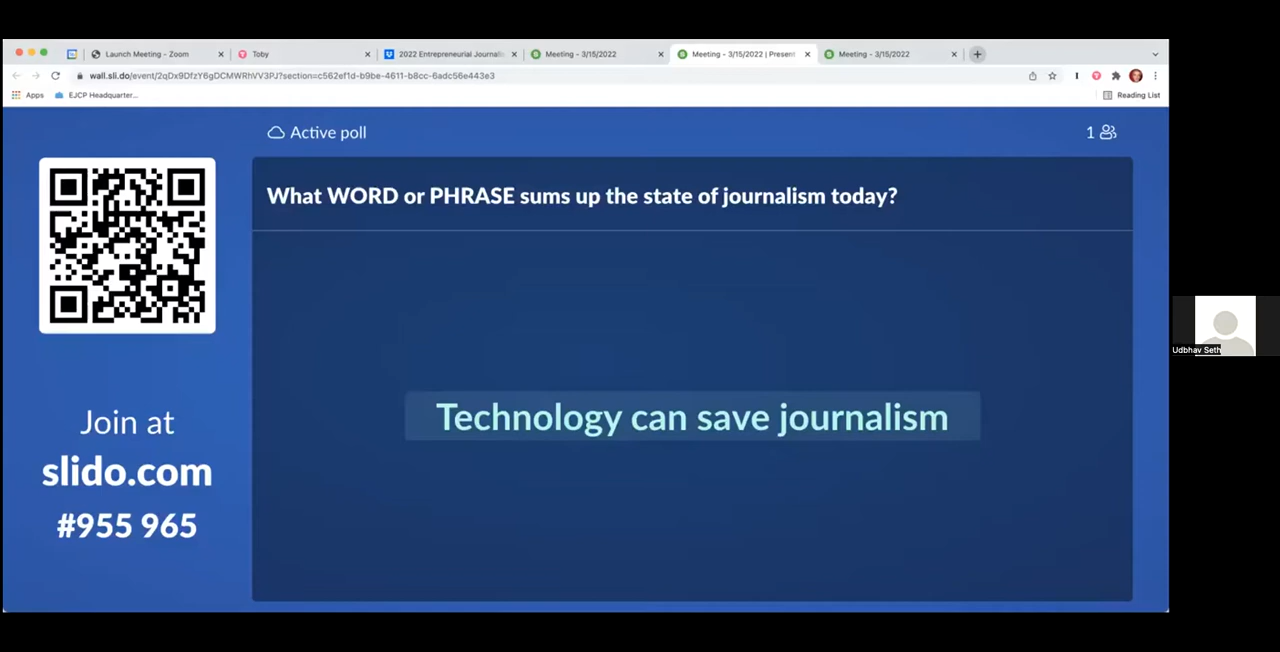 Launch Meeting - Zoom
Toby
2022 Entrepreneurial Journalis
Meeting - 3/15/2022
Meeting - 3/15/2022 | Present
Meeting - 3/15/2022
wall.sli.do/event/2qDx9DfzY6gDCMWRhVV3PJ?section=c562ef1d-b9be-4611-b8cc-6adc56e443e3
Apps
EJCP Headquarter...
Reading List
Active poll
1
What WORD or PHRASE sums up the state of journalism today?
Technology can save journalism
Join at
slido.com
#955 965
Udbhav Seth